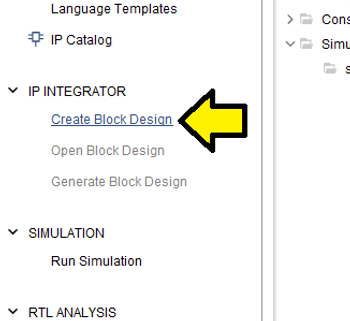 Language Templates
IP Catalog
IP INTEGRATOR
Create Block Design
Open Block Design
Generate Block Design
SIMULATION
Run Simulation
RTL ANALYSIS
Cons
Simu
s